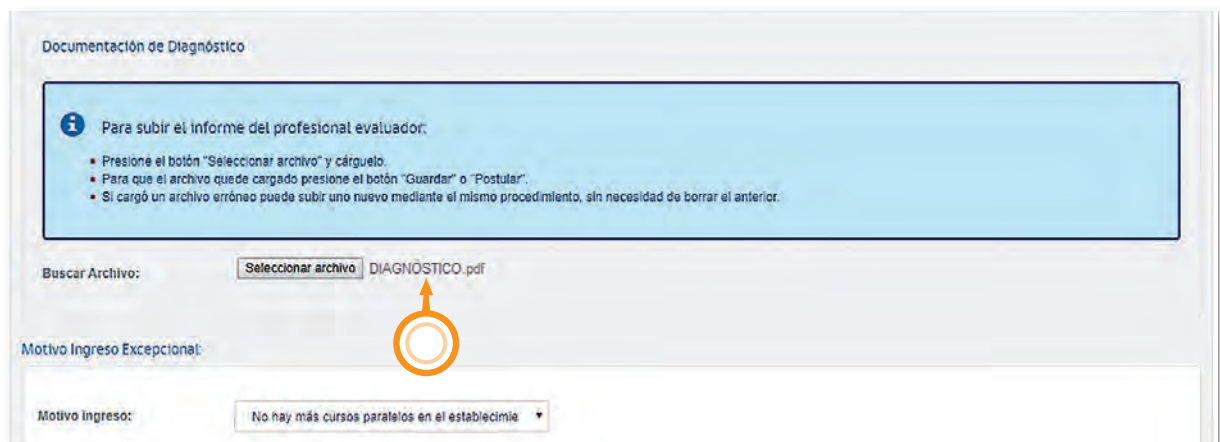 Documentación de Diagnóstico
Para subir el informe del profesional evaluador:
Presione el botón "Seleccionar archivo" y cárguelo.
Para que el archivo quede cargado presione el botón "Guardar" o "Postular".
Si cargó un archivo erróneo puede subir uno nuevo mediante el mismo procedimiento, sin necesidad de borrar el anterior.
Buscar Archivo: Seleccionar archivo DIAGNÓSTICO.pdf
Motivo Ingreso Excepcional:
Motivo Ingreso: No hay más cursos paralelos en el establecimie